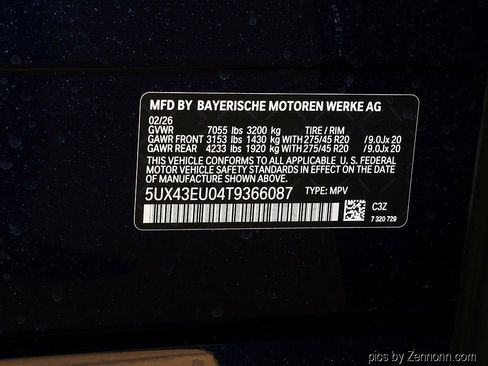 MFD BY BAYERISCHE MOTOREN WERKE AG
02/26
GVWR 7055 lbs 3200 kg TIRE / RIM
GAWR FRONT 3153 lbs 1430 kg WITH 275/45 R20 / 9.0Jx 20
GAWR REAR 4233 lbs 1920 kg WITH 275/45 R20 / 9.0Jx 20
THIS VEHICLE CONFORMS TO ALL APPLICABLE U. S. FEDERAL
MOTOR VEHICLE SAFETY STANDARDS IN EFFECT ON THE DATE
OF MANUFACTURE SHOWN ABOVE.
5UX43EU04T9366087 TYPE: MPV
C3Z
7 320 729
pics by Zennonn.com